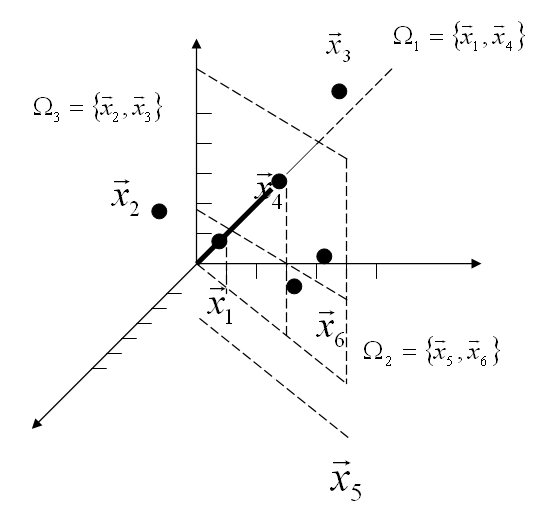 x⃗₃
Ω₁ = {x⃗₁, x⃗₄}
Ω₃ = {x⃗₂, x⃗₃}
x⃗₂
x⃗₄
x⃗₁
x⃗₆
Ω₂ = {x⃗₅, x⃗₆}
x⃗₅